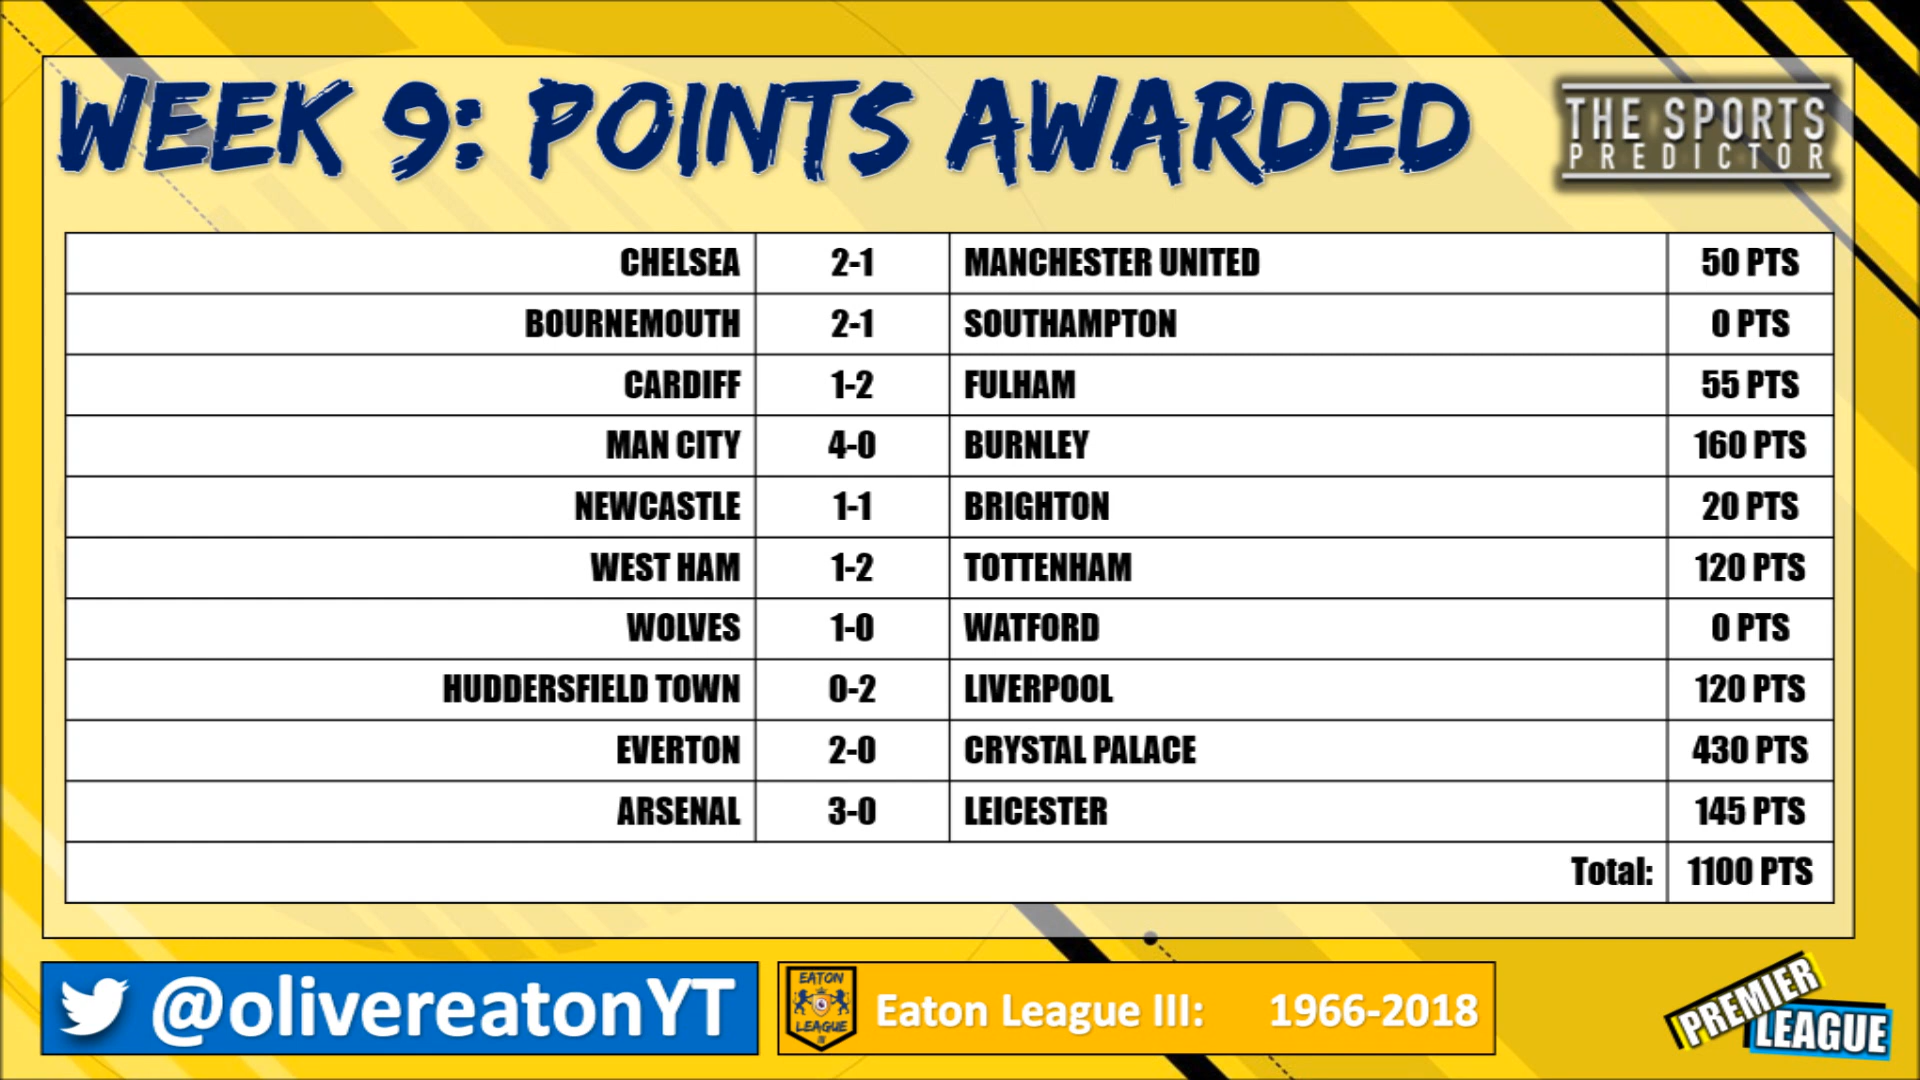 WEEK 9: POINTS AWARDED
THE SPORTS
PREDICTOR
CHELSEA 2-1 MANCHESTER UNITED 50 PTS
BOURNEMOUTH 2-1 SOUTHAMPTON 0 PTS
CARDIFF 1-2 FULHAM 55 PTS
MAN CITY 4-0 BURNLEY 160 PTS
NEWCASTLE 1-1 BRIGHTON 20 PTS
WEST HAM 1-2 TOTTENHAM 120 PTS
WOLVES 1-0 WATFORD 0 PTS
HUDDERSFIELD TOWN 0-2 LIVERPOOL 120 PTS
EVERTON 2-0 CRYSTAL PALACE 430 PTS
ARSENAL 3-0 LEICESTER 145 PTS
Total: 1100 PTS
@olivereatonYT
EATON
LEAGUE
III
Eaton League III: 1966-2018
PREMIER
LEAGUE